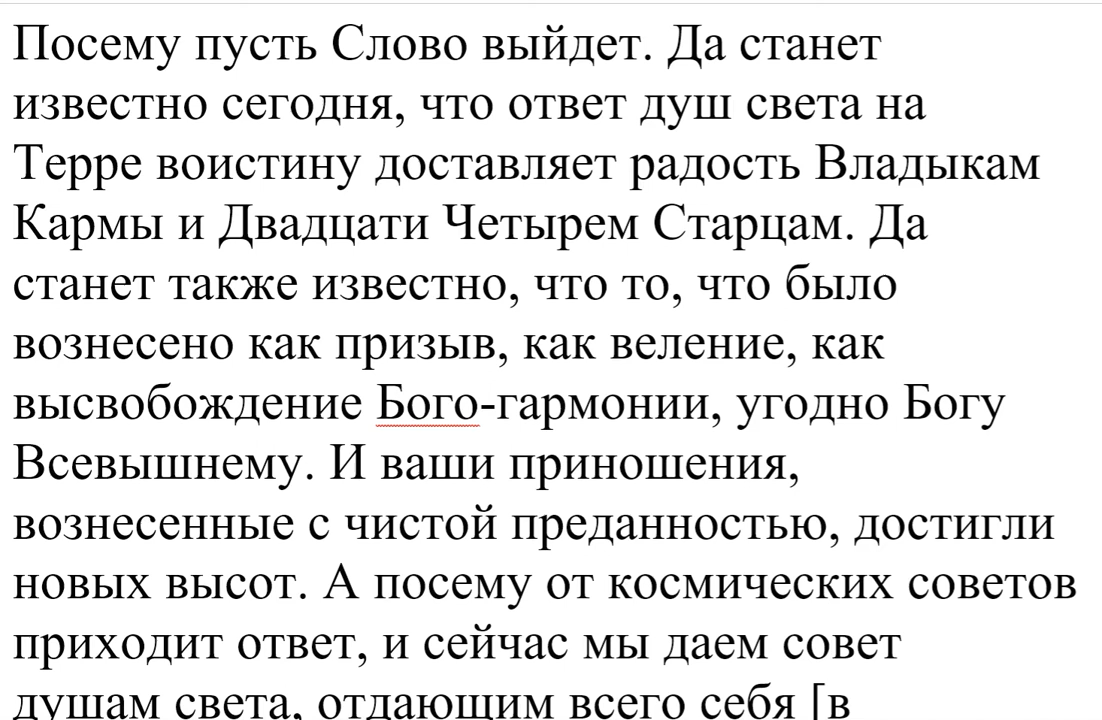 Посему пусть Слово выйдет. Да станет
известно сегодня, что ответ душ света на
Терре воистину доставляет радость Владыкам
Кармы и Двадцати Четырем Старцам. Да
станет также известно, что то, что было
вознесено как призыв, как веление, как
высвобождение Бого-гармонии, угодно Богу
Всевышнему. И ваши приношения,
вознесенные с чистой преданностью, достигли
новых высот. А посему от космических советов
приходит ответ, и сейчас мы даем совет
душам света, отдающим всего себя [в